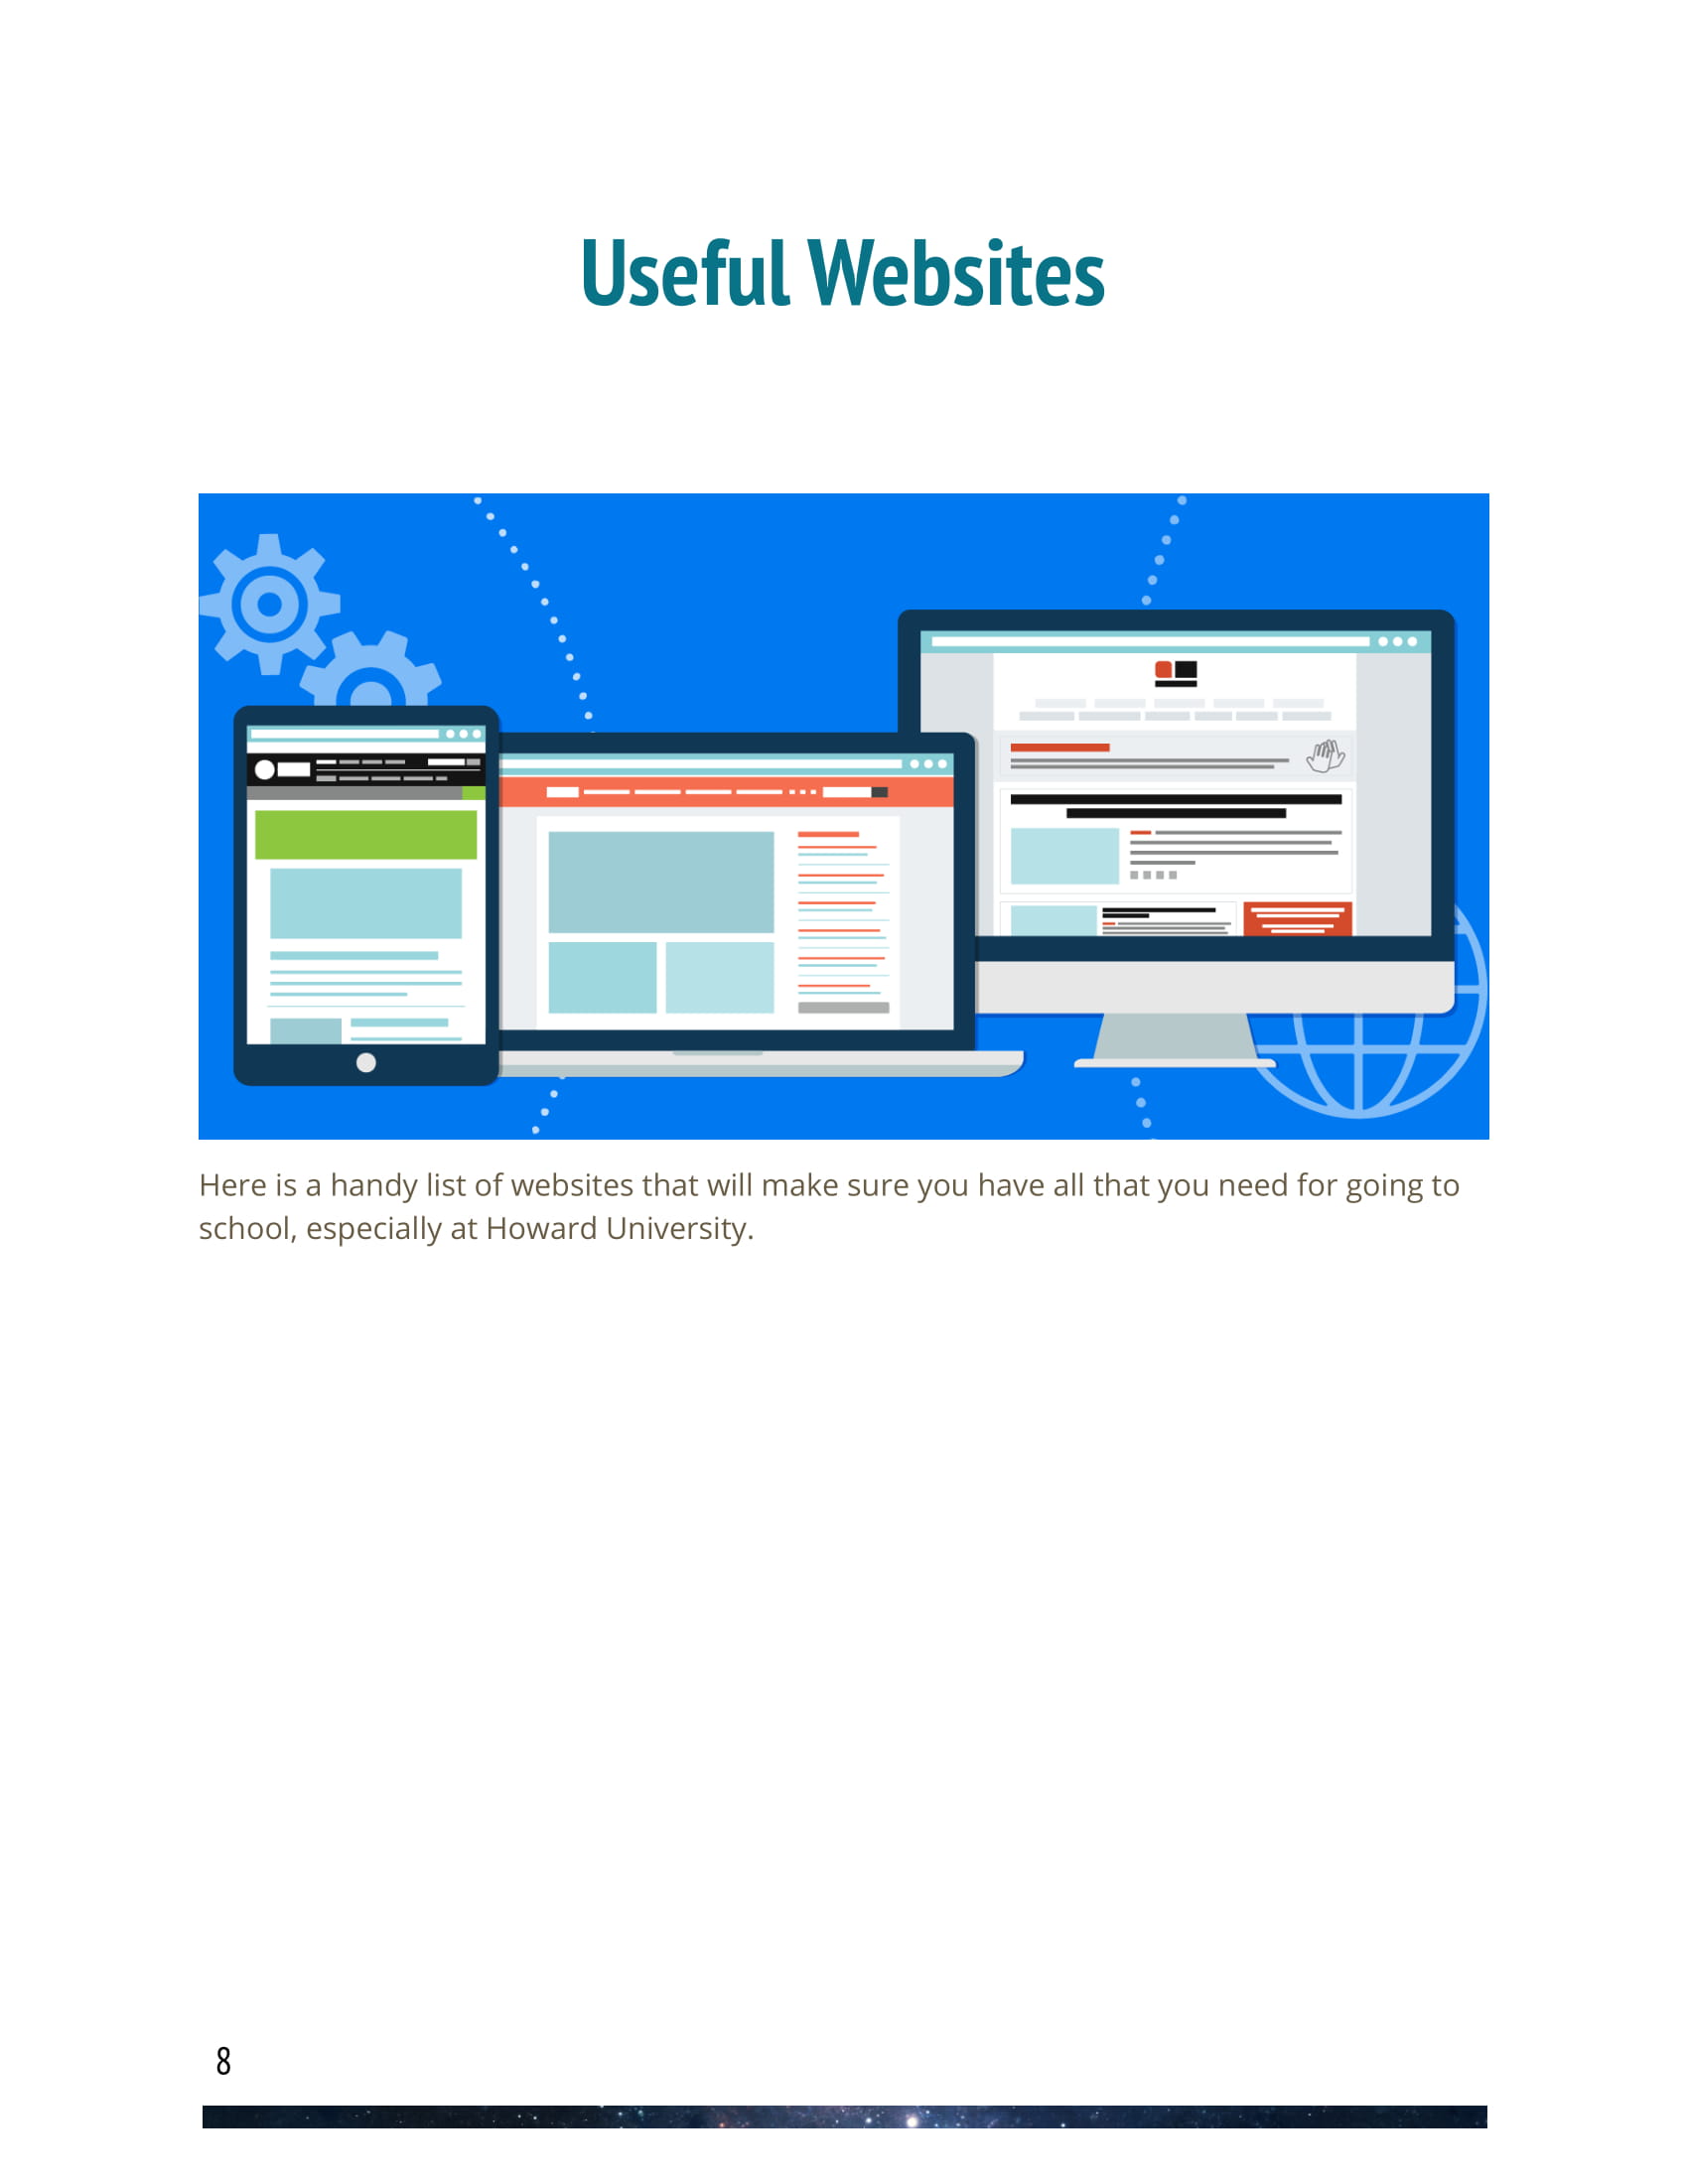 Useful Websites
Here is a handy list of websites that will make sure you have all that you need for going to
school, especially at Howard University.
8